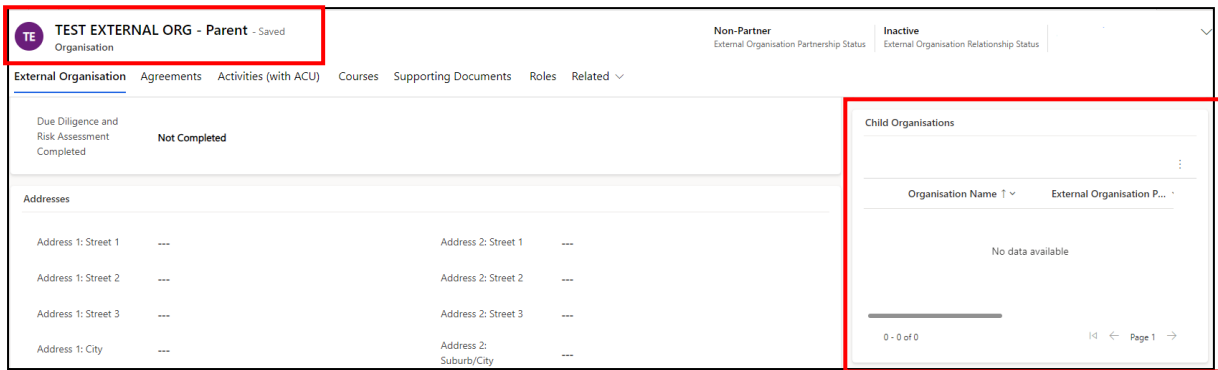 TE
TEST EXTERNAL ORG - Parent - Saved
Organisation
Non-Partner
External Organisation Partnership Status
Inactive
External Organisation Relationship Status
External Organisation Agreements Activities (with ACU) Courses Supporting Documents Roles Related
Due Diligence and
Risk Assessment
Completed
Not Completed
Addresses
Address 1: Street 1 --- Address 2: Street 1 ---
Address 1: Street 2 --- Address 2: Street 2 ---
Address 1: Street 3 --- Address 2: Street 3 ---
Address 1: City --- Address 2:
Suburb/City ---
Child Organisations
Organisation Name ↑ External Organisation P...
No data available
0 - 0 of 0 Page 1